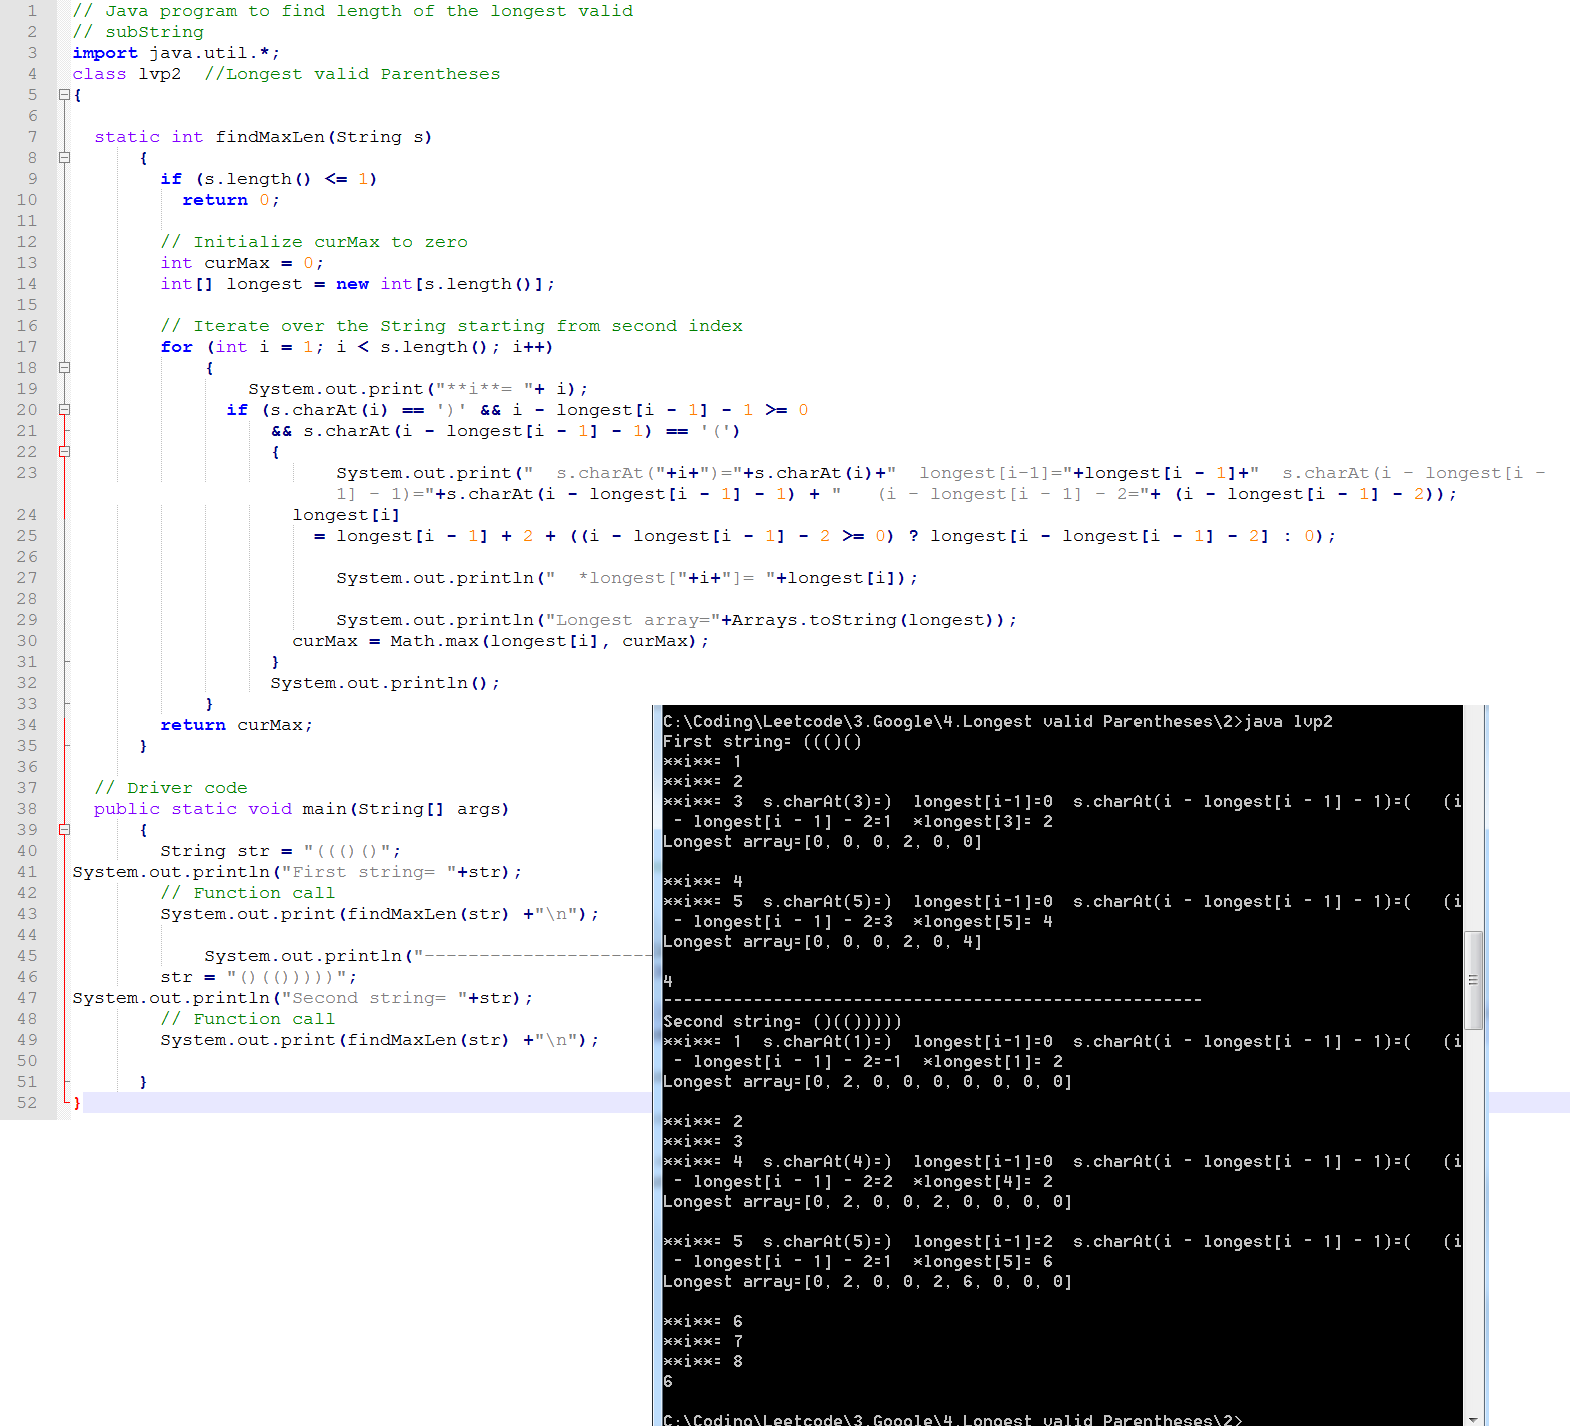 1 // Java program to find length of the longest valid
2 // subString
3 import java.util.*;
4 class lvp2  //Longest valid Parentheses
5 {
6
7 static int findMaxLen(String s)
8 {
9 if (s.length() <= 1)
10 return 0;
11
12 // Initialize curMax to zero
13 int curMax = 0;
14 int[] longest = new int[s.length()];
15
16 // Iterate over the String starting from second index
17 for (int i = 1; i < s.length(); i++)
18 {
19 System.out.print("**i**= "+ i);
20 if (s.charAt(i) == ')' && i - longest[i - 1] - 1 >= 0
21 && s.charAt(i - longest[i - 1] - 1) == '(')
22 {
23 System.out.print("  s.charAt("+i+")="+s.charAt(i)+"  longest[i-1]="+longest[i - 1]+"  s.charAt(i - longest[i -
1] - 1)="+s.charAt(i - longest[i - 1] - 1) + "   (i - longest[i - 1] - 2="+ (i - longest[i - 1] - 2));
24 longest[i]
25 = longest[i - 1] + 2 + ((i - longest[i - 1] - 2 >= 0) ? longest[i - longest[i - 1] - 2] : 0);
26
27 System.out.println("  *longest["+i+"]= "+longest[i]);
28
29 System.out.println("Longest array="+Arrays.toString(longest));
30 curMax = Math.max(longest[i], curMax);
31 }
32 System.out.println();
33 }
34 return curMax;
35 }
36
37 // Driver code
38 public static void main(String[] args)
39 {
40 String str = "((()()";
41 System.out.println("First string= "+str);
42 // Function call
43 System.out.print(findMaxLen(str) +"\n");
44
45 System.out.println("---------------------
46 str = "()(()))))";
47 System.out.println("Second string= "+str);
48 // Function call
49 System.out.print(findMaxLen(str) +"\n");
50
51 }
52 }
C:\Coding\Leetcode\3.Google\4.Longest valid Parentheses\2>java lvp2
First string= ((()()
**i**= 1
**i**= 2
**i**= 3  s.charAt(3)=)  longest[i-1]=0  s.charAt(i - longest[i - 1] - 1)=(   (i
 - longest[i - 1] - 2=1  *longest[3]= 2
Longest array=[0, 0, 0, 2, 0, 0]
**i**= 4
**i**= 5  s.charAt(5)=)  longest[i-1]=0  s.charAt(i - longest[i - 1] - 1)=(   (i
 - longest[i - 1] - 2=3  *longest[5]= 4
Longest array=[0, 0, 0, 2, 0, 4]
4
------------------------------------------------------
Second string= ()(()))))
**i**= 1  s.charAt(1)=)  longest[i-1]=0  s.charAt(i - longest[i - 1] - 1)=(   (i
 - longest[i - 1] - 2=-1  *longest[1]= 2
Longest array=[0, 2, 0, 0, 0, 0, 0, 0, 0]
**i**= 2
**i**= 3
**i**= 4  s.charAt(4)=)  longest[i-1]=0  s.charAt(i - longest[i - 1] - 1)=(   (i
 - longest[i - 1] - 2=2  *longest[4]= 2
Longest array=[0, 2, 0, 0, 2, 0, 0, 0, 0]
**i**= 5  s.charAt(5)=)  longest[i-1]=2  s.charAt(i - longest[i - 1] - 1)=(   (i
 - longest[i - 1] - 2=1  *longest[5]= 6
Longest array=[0, 2, 0, 0, 2, 6, 0, 0, 0]
**i**= 6
**i**= 7
**i**= 8
6
C:\Coding\Leetcode\3.Google\4.Longest valid Parentheses\2>